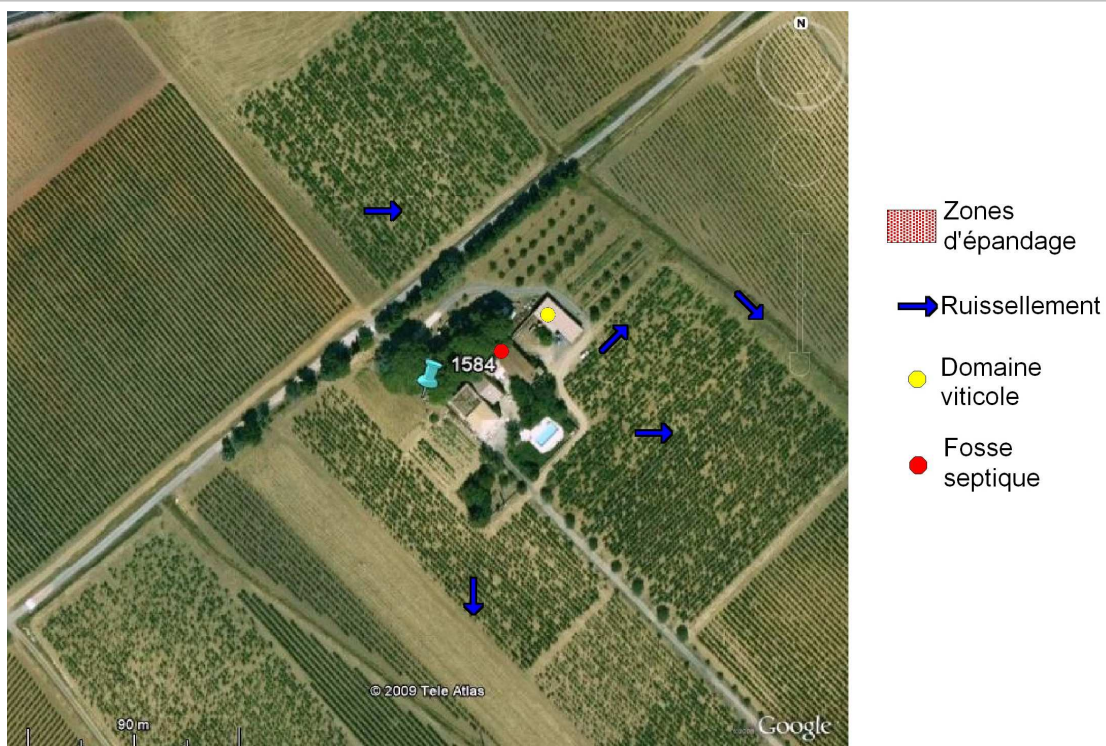 N
1584
© 2009 Tele Atlas
90 m
Google
Zones
d'épandage
Ruissellement
Domaine
viticole
Fosse
septique